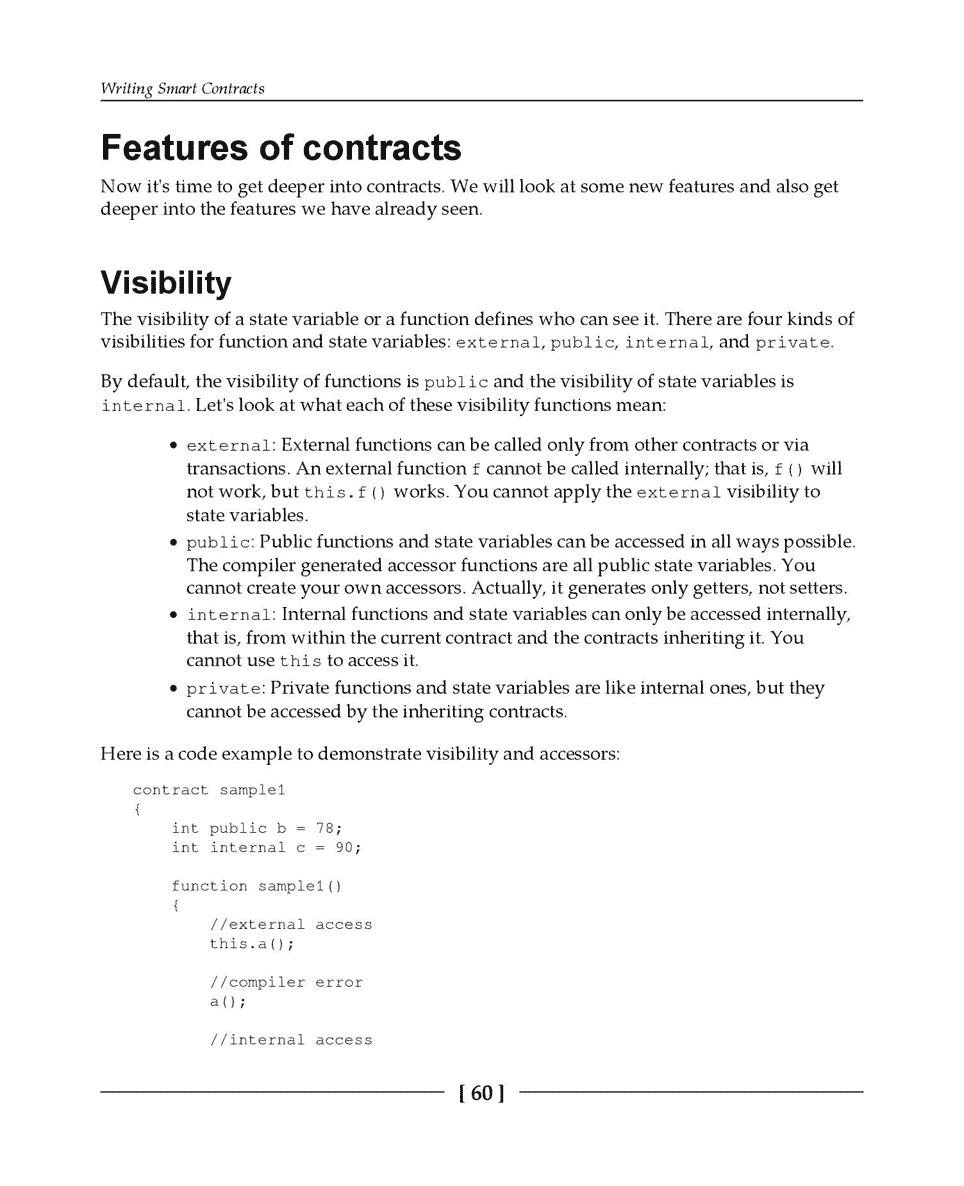 Writing Smart Contracts
Features of contracts
Now it's time to get deeper into contracts. We will look at some new features and also get
deeper into the features we have already seen.
Visibility
The visibility of a state variable or a function defines who can see it. There are four kinds of
visibilities for function and state variables: external, public, internal, and private.
By default, the visibility of functions is public and the visibility of state variables is
internal. Let's look at what each of these visibility functions mean:
• external: External functions can be called only from other contracts or via
transactions. An external function f cannot be called internally; that is, f() will
not work, but this.f() works. You cannot apply the external visibility to
state variables.
• public: Public functions and state variables can be accessed in all ways possible.
The compiler generated accessor functions are all public state variables. You
cannot create your own accessors. Actually, it generates only getters, not setters.
• internal: Internal functions and state variables can only be accessed internally,
that is, from within the current contract and the contracts inheriting it. You
cannot use this to access it.
• private: Private functions and state variables are like internal ones, but they
cannot be accessed by the inheriting contracts.
Here is a code example to demonstrate visibility and accessors:
contract sample1
{
int public b = 78;
int internal c = 90;
function sample1()
{
//external access
this.a();
//compiler error
a();
//internal access
[ 60 ]